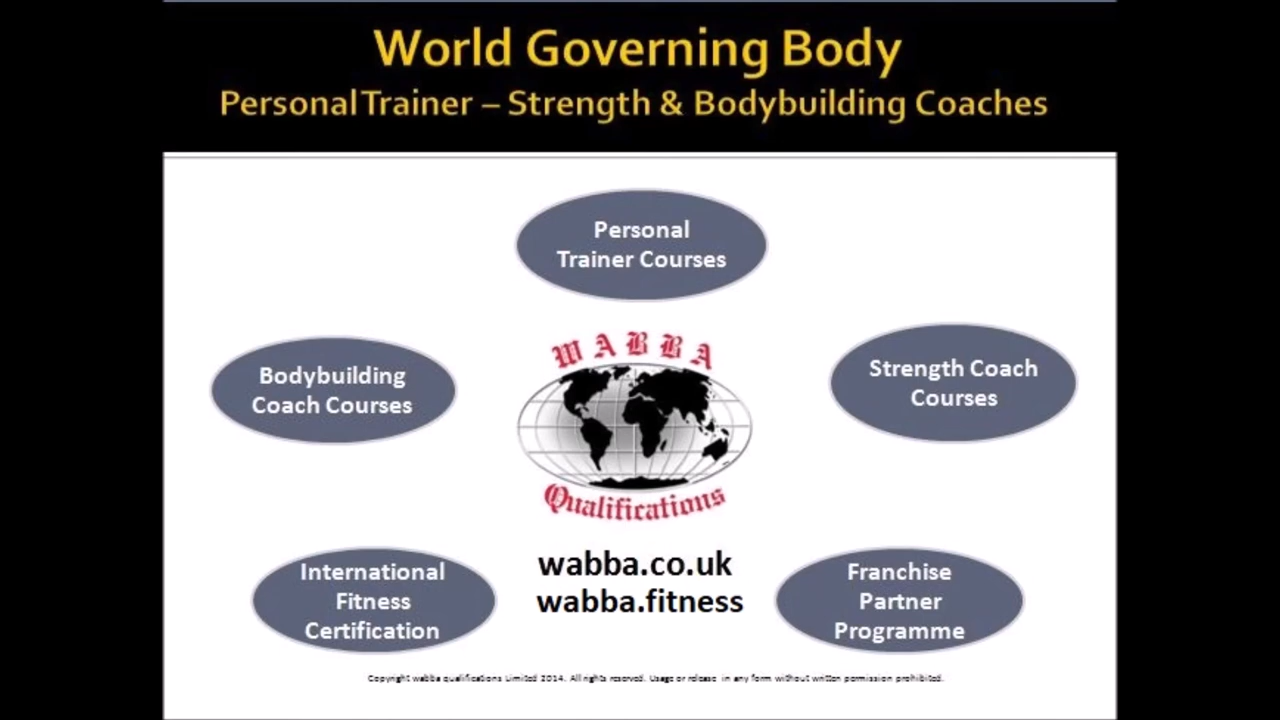 World Governing Body
Personal Trainer – Strength & Bodybuilding Coaches
Personal
Trainer Courses
Bodybuilding
Coach Courses
WABBA
Qualifications
Strength Coach
Courses
International
Fitness
Certification
wabba.co.uk
wabba.fitness
Franchise
Partner
Programme
Copyright wabba qualifications Limited 2014. All rights reserved. Usage or release in any form without written permission prohibited.